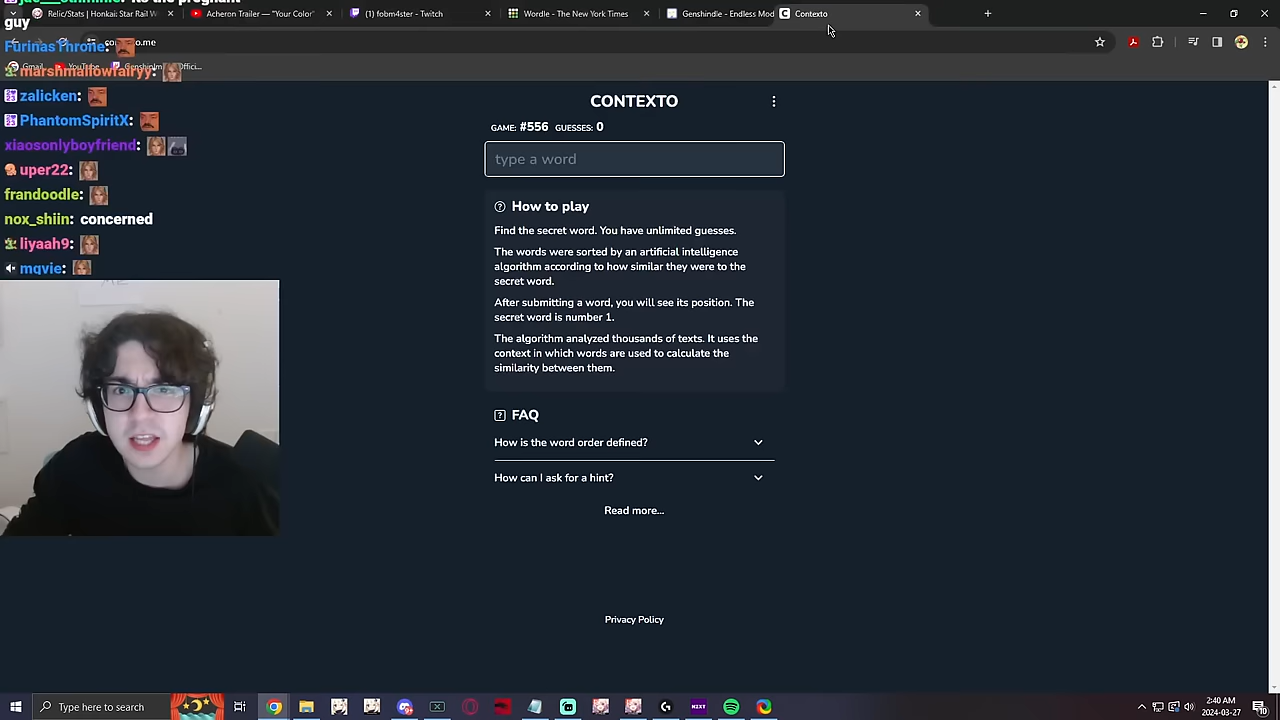 Relic/Stats | Honkai: Star Rail W
Acheron Trailer — "Your Color"
(1) fobm4ster - Twitch
Wordle - The New York Times
Genshindle - Endless Mod
Contexto
guy
FurinasThrone:
marshmallowfairyy:
zalicken:
PhantomSpiritX:
xiaosonlyboyfriend:
uper22:
frandoodle:
nox_shiin: concerned
liyaah9:
mqvie:
Gmail
YouTube
CONTEXTO
GAME: #556 GUESSES: 0
type a word
How to play
Find the secret word. You have unlimited guesses.
The words were sorted by an artificial intelligence
algorithm according to how similar they were to the
secret word.
After submitting a word, you will see its position. The
secret word is number 1.
The algorithm analyzed thousands of texts. It uses the
context in which words are used to calculate the
similarity between them.
FAQ
How is the word order defined?
How can I ask for a hint?
Read more...
Privacy Policy
Type here to search
NZXT
2:40 AM
2024-03-27